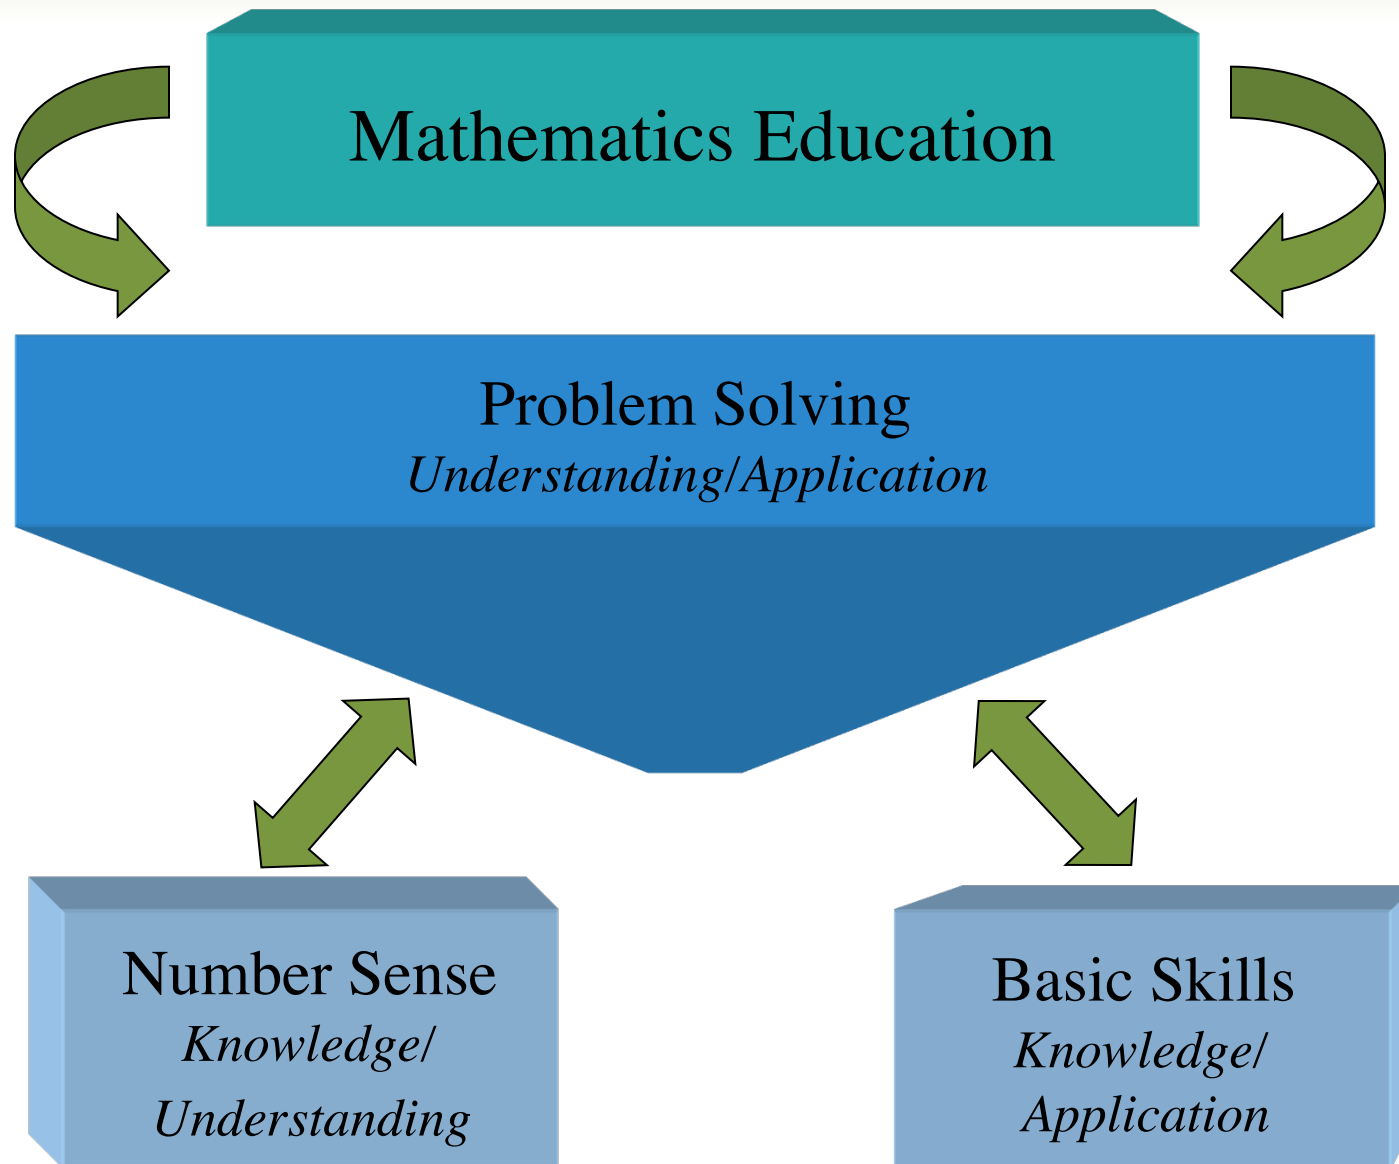 Mathematics Education
Problem Solving
Understanding/Application
Number Sense
Knowledge/
Understanding
Basic Skills
Knowledge/
Application